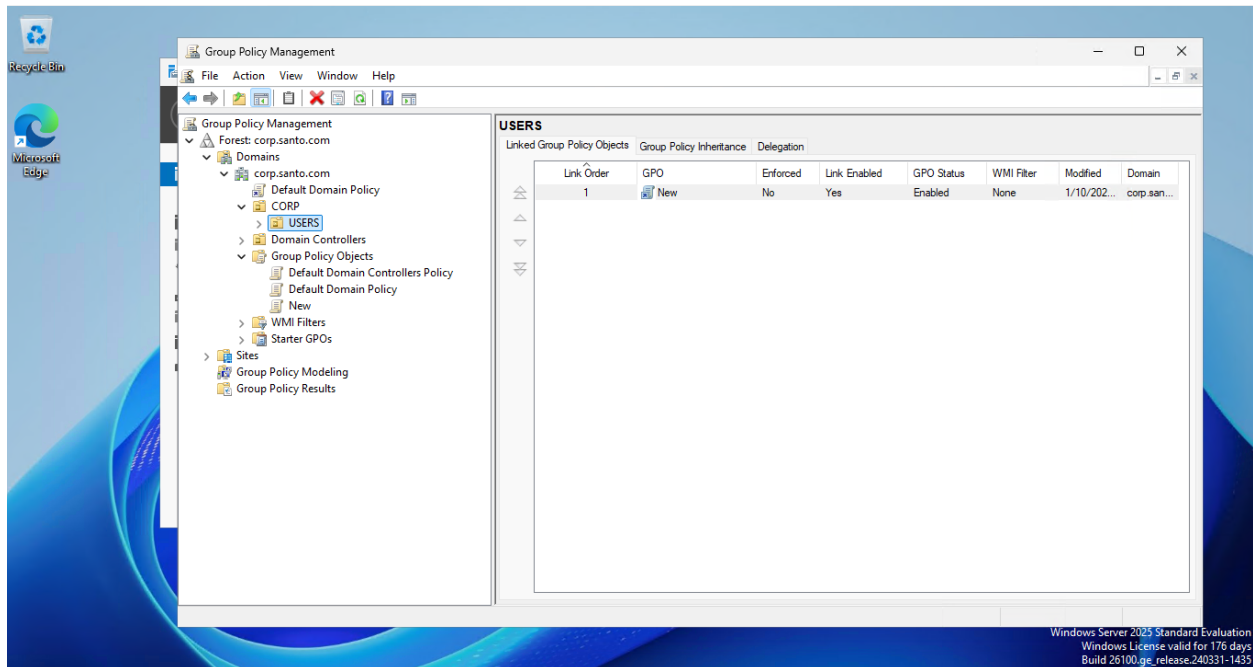 Recycle Bin
Microsoft
Edge
Group Policy Management
File Action View Window Help
Group Policy Management
Forest: corp.santo.com
Domains
corp.santo.com
Default Domain Policy
CORP
USERS
Domain Controllers
Group Policy Objects
Default Domain Controllers Policy
Default Domain Policy
New
WMI Filters
Starter GPOs
Sites
Group Policy Modeling
Group Policy Results
USERS
Linked Group Policy Objects Group Policy Inheritance Delegation
Link Order GPO Enforced Link Enabled GPO Status WMI Filter Modified Domain
1 New No Yes Enabled None 1/10/202... corp.san...
Windows Server 2025 Standard Evaluation
Windows License valid for 176 days
Build 26100.ge_release.240331-1435